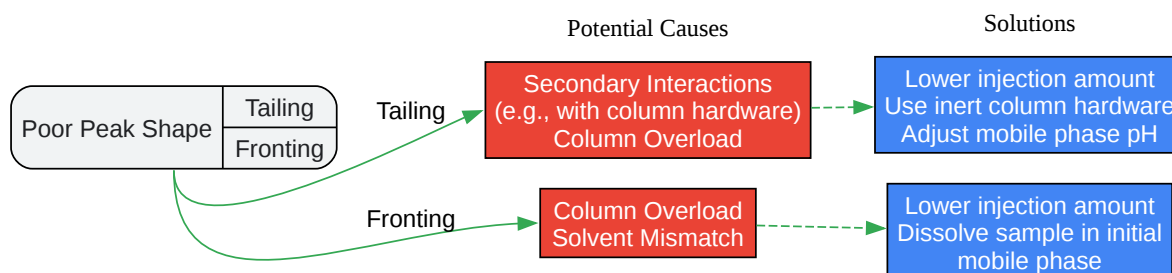 Potential Causes
Solutions
Poor Peak Shape
Tailing
Fronting
Tailing
Secondary Interactions
(e.g., with column hardware)
Column Overload
Lower injection amount
Use inert column hardware
Adjust mobile phase pH
Fronting
Column Overload
Solvent Mismatch
Lower injection amount
Dissolve sample in initial
mobile phase